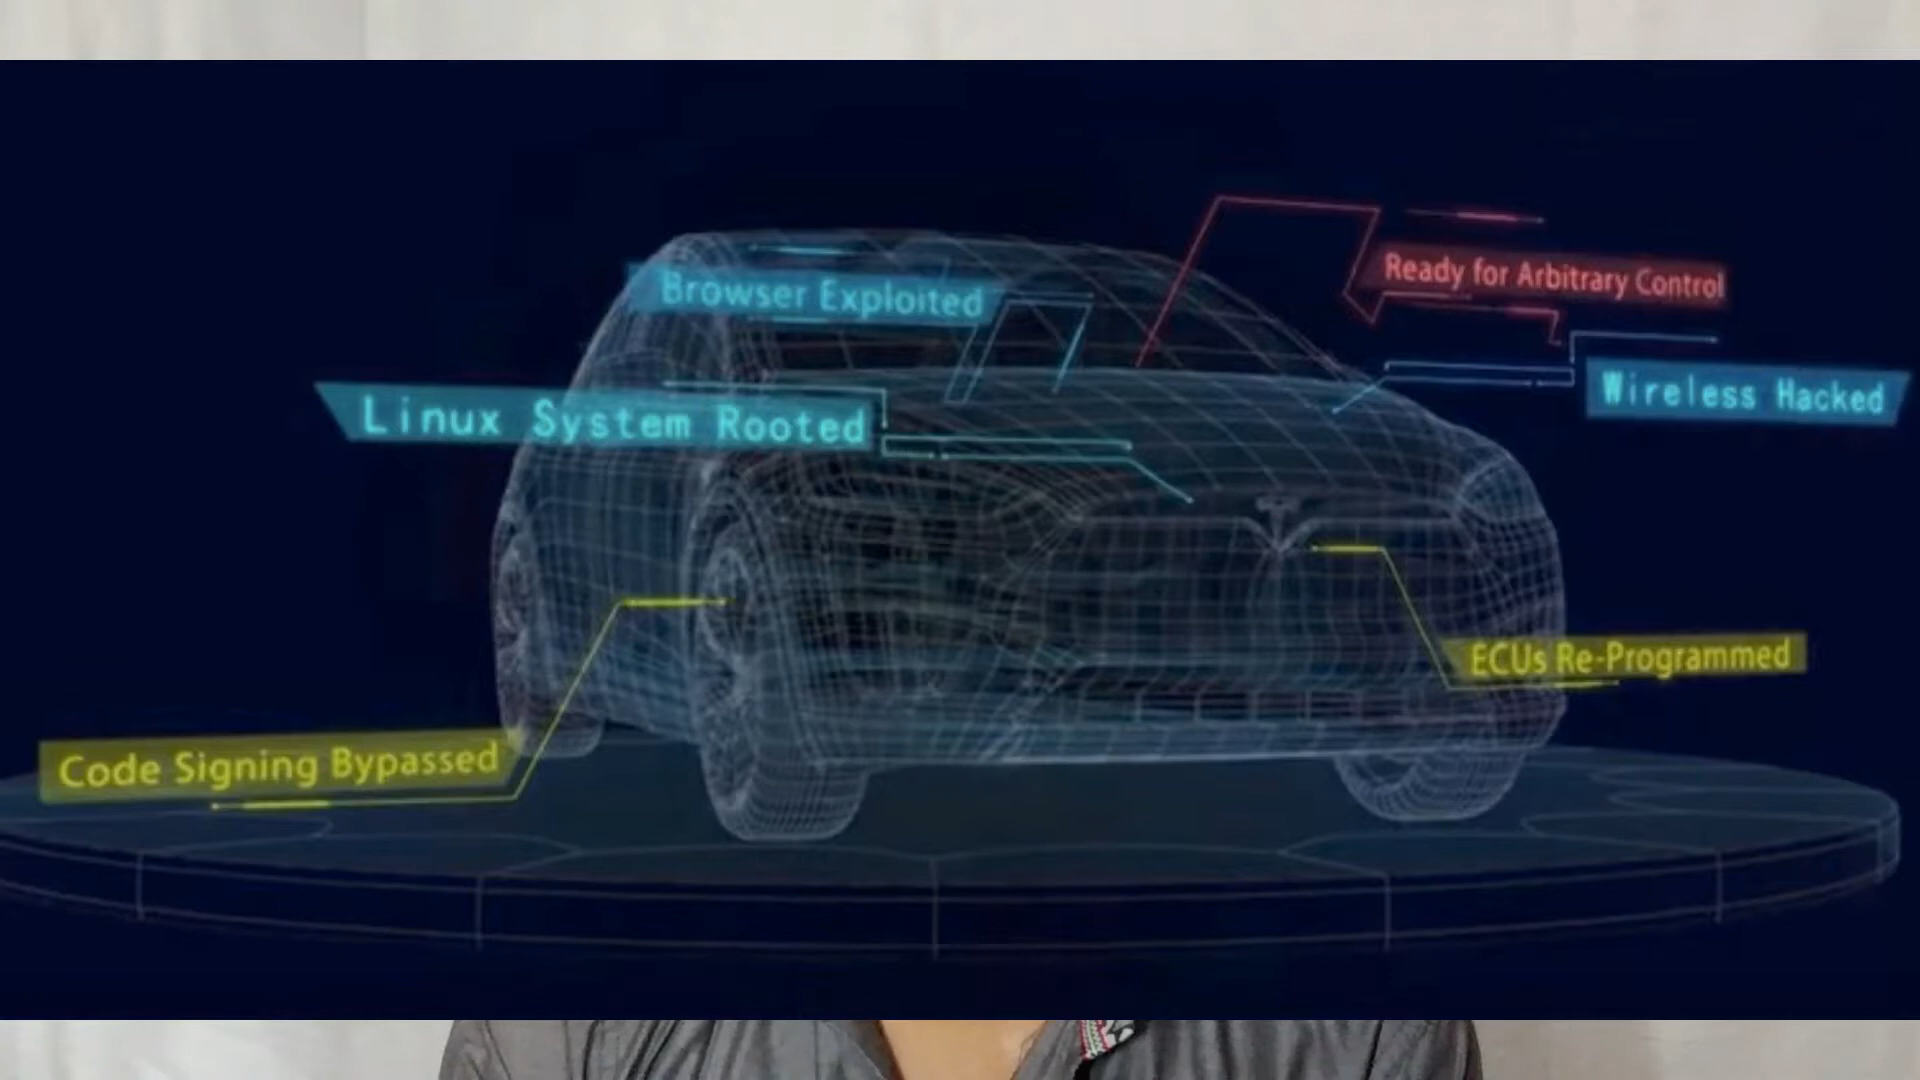 Ready for Arbitrary Control
Browser Exploited
Wireless Hacked
Linux System Rooted
ECUs Re-Programmed
Code Signing Bypassed